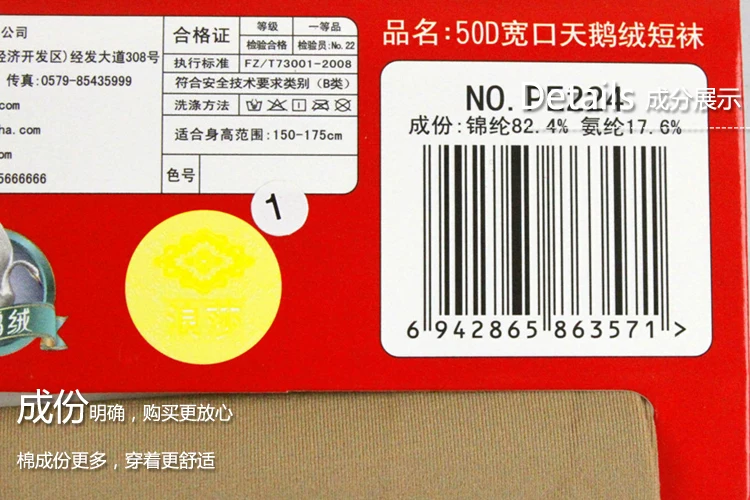 公司
经济开发区)经发大道308号
传真:0579-85435999
com
ha.com
om
5666666
合格证
等级
一等品
检验合格
检验员:No.22
执行标准
FZ/T73001-2008
符合安全技术要求类别(B类)
洗涤方法
适合身高范围:150-175cm
色号
1
浪莎
绒
品名:50D宽口天鹅绒短袜
NO. PE224
Details 成分展示
成份:锦纶82.4% 氨纶17.6%
6 942865 863571 >
成份明确，购买更放心
棉成份更多，穿着更舒适